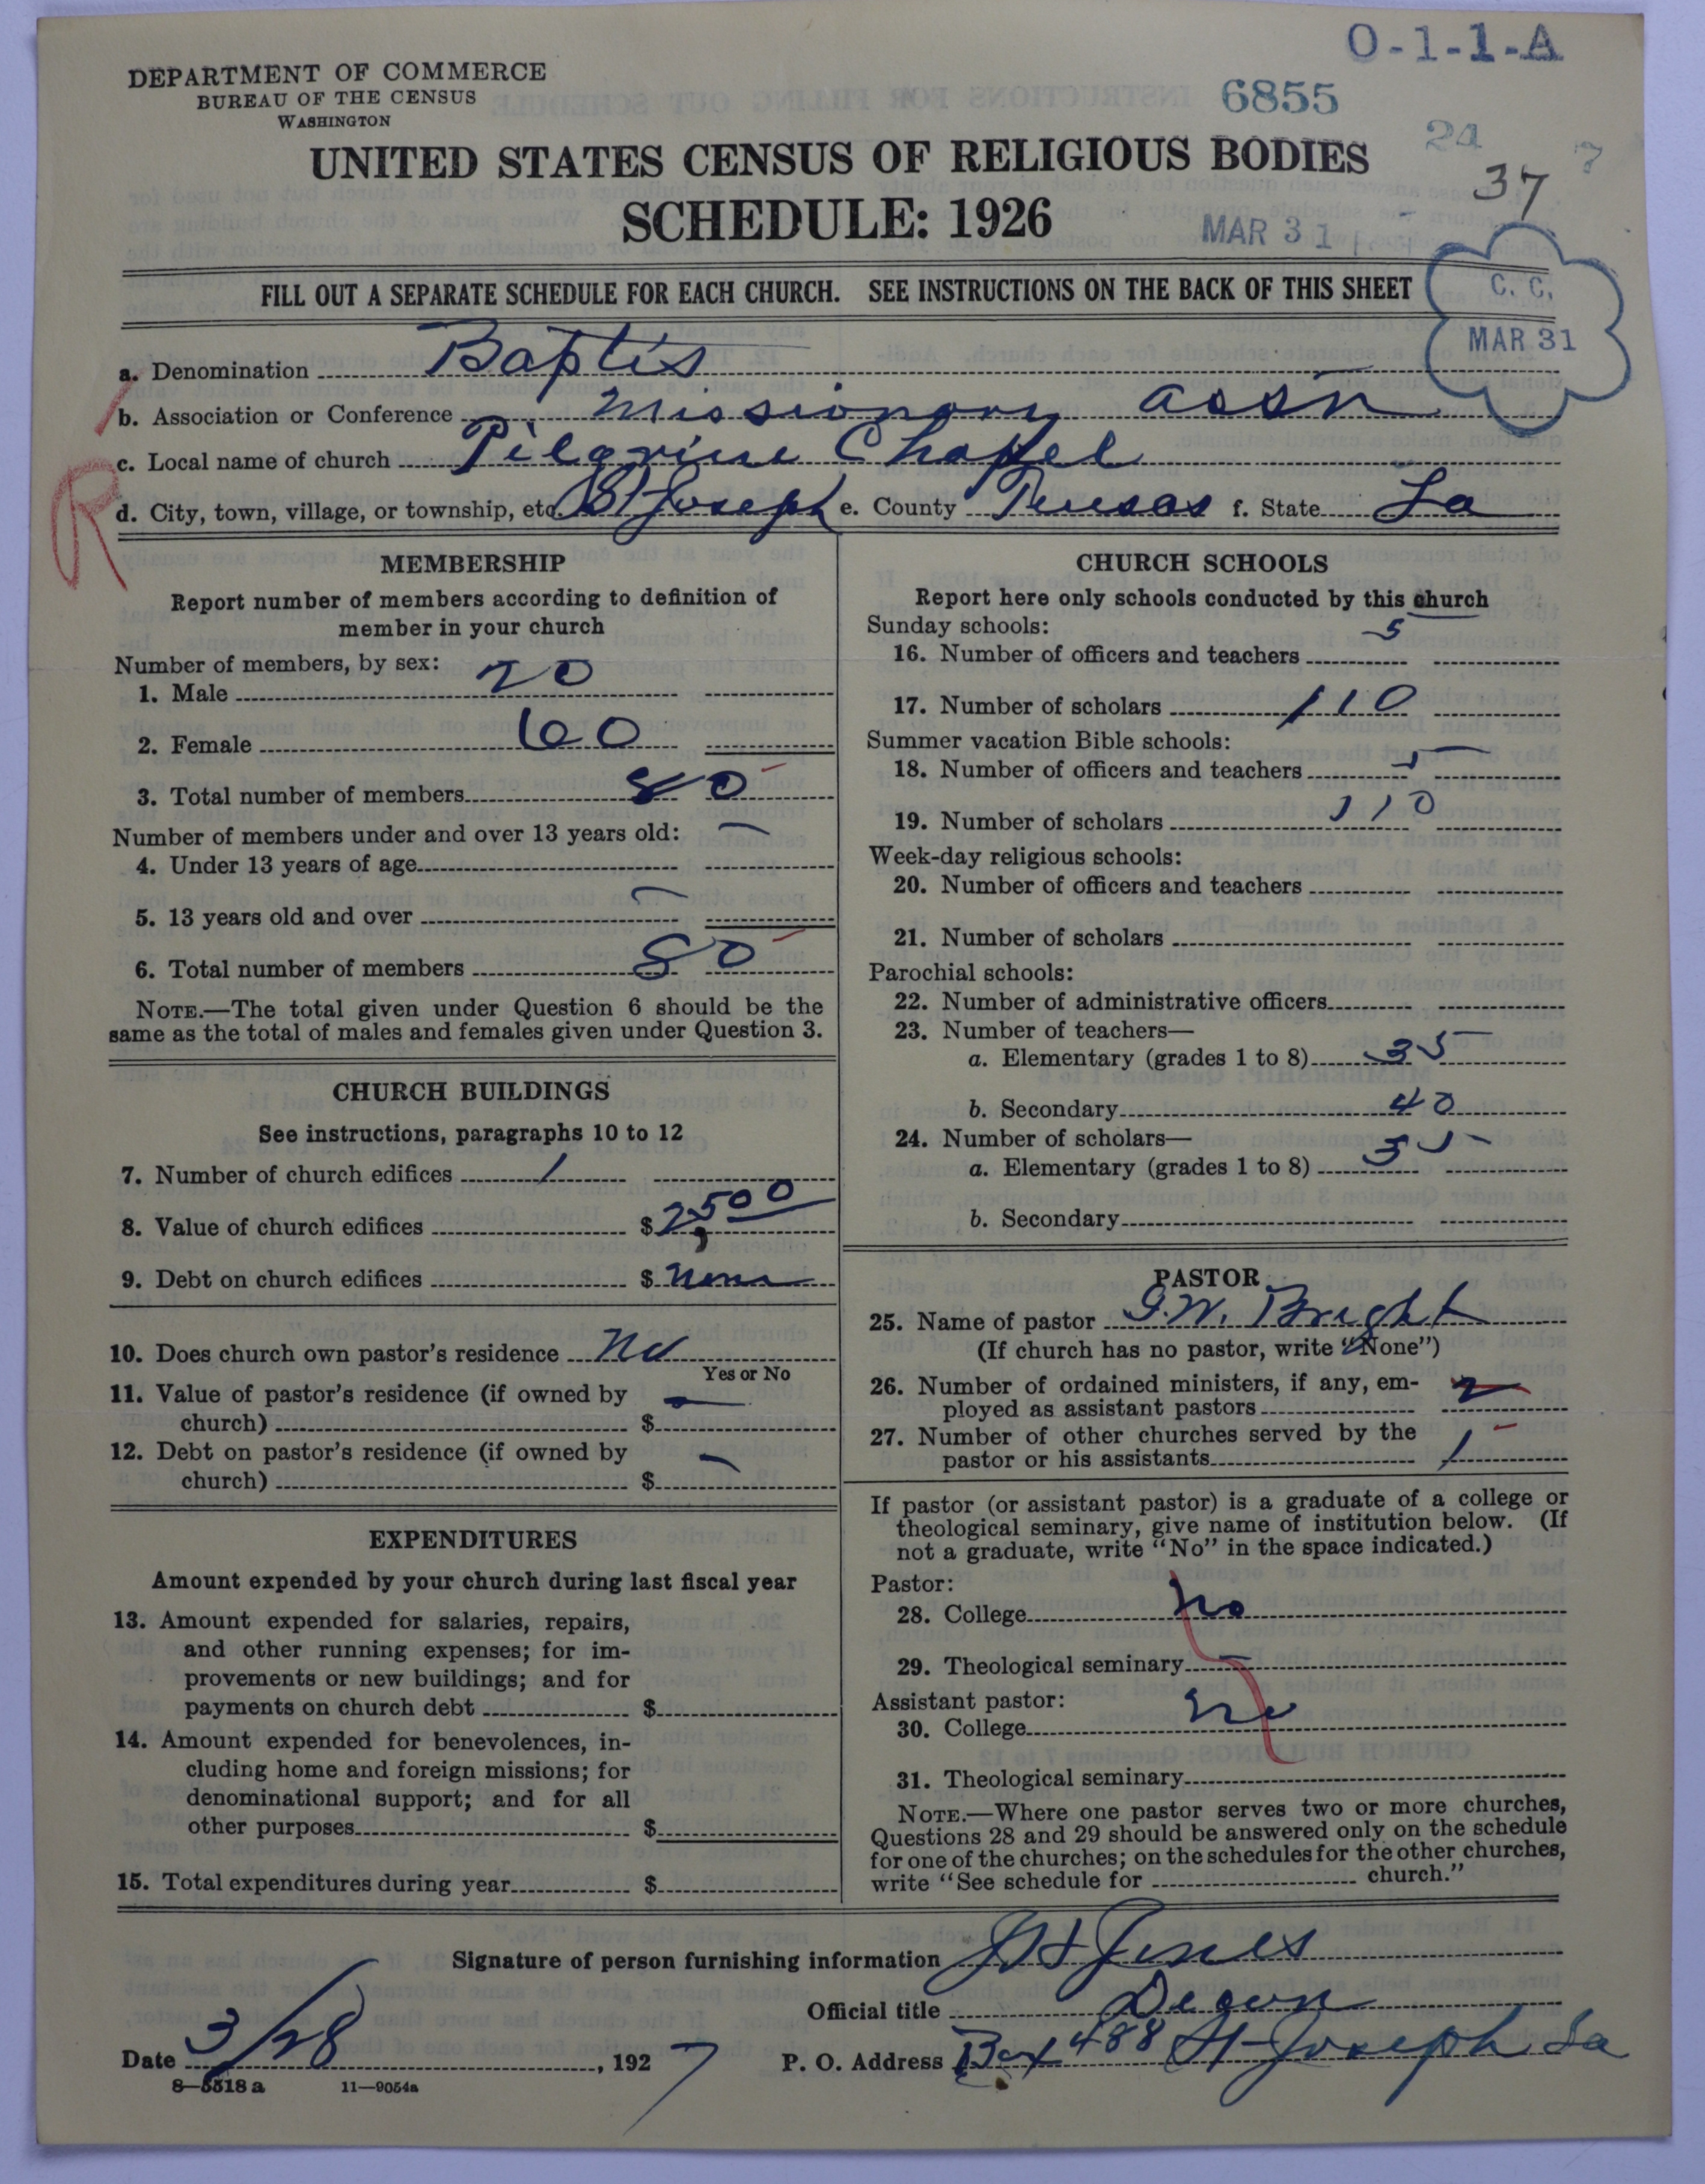 O-1-1-A
DEPARTMENT OF COMMERCE
BUREAU OF THE CENSUS
WASHINGTON
6855
24
37
?
UNITED STATES CENSUS OF RELIGIOUS BODIES
SCHEDULE: 1926
MAR 31
FILL OUT A SEPARATE SCHEDULE FOR EACH CHURCH. SEE INSTRUCTIONS ON THE BACK OF THIS SHEET
C. C.
MAR 31
a. Denomination Baptis
b. Association or Conference Missionary assn
c. Local name of church Pilgrim Chapel
R
d. City, town, village, or township, etc St Joseph e. County Tensas f. State La
MEMBERSHIP
Report number of members according to definition of
member in your church
Number of members, by sex:
1. Male 20
2. Female 60
3. Total number of members 80
Number of members under and over 13 years old: —
4. Under 13 years of age
5. 13 years old and over —
6. Total number of members 80
NOTE.—The total given under Question 6 should be the
same as the total of males and females given under Question 3.
CHURCH BUILDINGS
See instructions, paragraphs 10 to 12
7. Number of church edifices 1
8. Value of church edifices $ 2,500
9. Debt on church edifices $ None
10. Does church own pastor's residence No
Yes or No
11. Value of pastor's residence (if owned by
church) $ —
12. Debt on pastor's residence (if owned by
church) $ —
EXPENDITURES
Amount expended by your church during last fiscal year
13. Amount expended for salaries, repairs,
and other running expenses; for im-
provements or new buildings; and for
payments on church debt $
14. Amount expended for benevolences, in-
cluding home and foreign missions; for
denominational support; and for all
other purposes $
15. Total expenditures during year $
CHURCH SCHOOLS
Report here only schools conducted by this church
Sunday schools:
16. Number of officers and teachers 5
17. Number of scholars 110
Summer vacation Bible schools:
18. Number of officers and teachers 5
19. Number of scholars 110
Week-day religious schools:
20. Number of officers and teachers
21. Number of scholars
Parochial schools:
22. Number of administrative officers
23. Number of teachers—
a. Elementary (grades 1 to 8) 35
b. Secondary 40
24. Number of scholars—
a. Elementary (grades 1 to 8) 35
b. Secondary
PASTOR
25. Name of pastor I. W. Bright
(If church has no pastor, write "None")
26. Number of ordained ministers, if any, em-
ployed as assistant pastors 2
27. Number of other churches served by the
pastor or his assistants 1
If pastor (or assistant pastor) is a graduate of a college or
theological seminary, give name of institution below. (If
not a graduate, write "No" in the space indicated.)
Pastor:
28. College No
29. Theological seminary —
Assistant pastor:
30. College No
31. Theological seminary
NOTE.—Where one pastor serves two or more churches,
Questions 28 and 29 should be answered only on the schedule
for one of the churches; on the schedules for the other churches,
write "See schedule for church."
Signature of person furnishing information J H Jones
Official title Decon
Date 3/28, 1927 P. O. Address Box 488 St Joseph La
8—5518 a 11—9054a